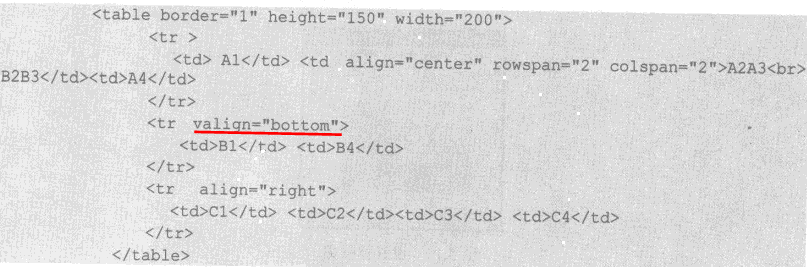 <table border="1" height="150" width="200">
<tr >
<td> A1</td> <td align="center" rowspan="2" colspan="2">A2A3<br>
B2B3</td><td>A4</td>
</tr>
<tr valign="bottom">
<td>B1</td> <td>B4</td>
</tr>
<tr align="right">
<td>C1</td> <td>C2</td><td>C3</td> <td>C4</td>
</tr>
</table>